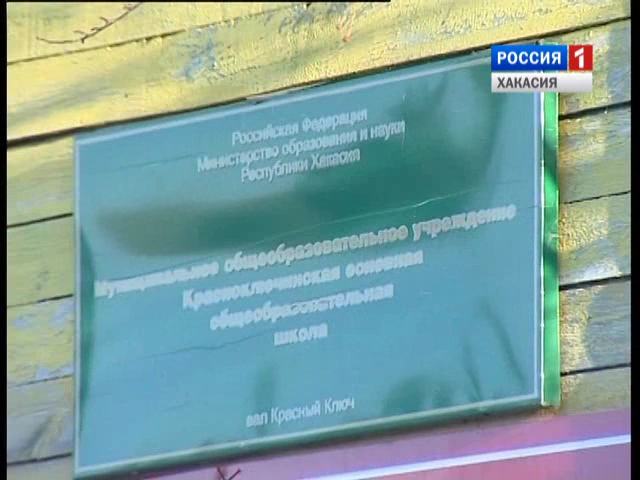 РОССИЯ 1
ХАКАСИЯ
Российская Федерация
Министерство образования и науки
Республики Хакасия
Муниципальное общеобразовательное учреждение
Красноключинская основная
общеобразовательная
школа
аал Красный Ключ